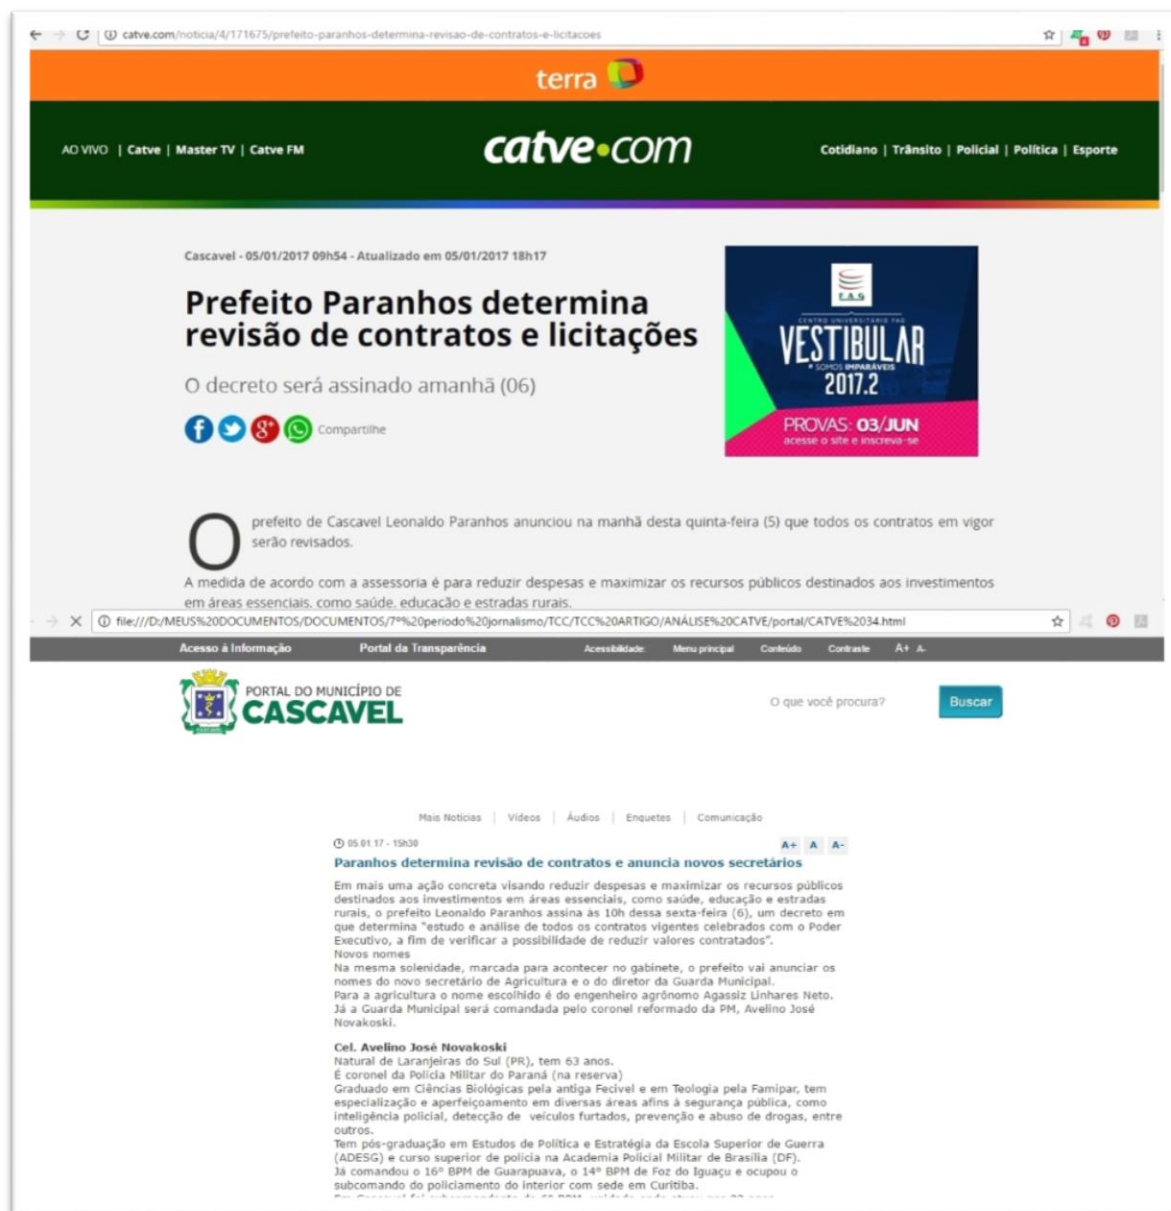 catve.com/noticia/4/171675/prefeito-paranhos-determina-revisao-de-contratos-e-licitacoes
terra
AO VIVO | Catve | Master TV | Catve FM
catve•com
Cotidiano | Trânsito | Policial | Política | Esporte
Cascavel - 05/01/2017 09h54 - Atualizado em 05/01/2017 18h17
Prefeito Paranhos determina
revisão de contratos e licitações
O decreto será assinado amanhã (06)
Compartilhe
F A G
CENTRO UNIVERSITÁRIO FAG
VESTIBULAR
# SOMOS IMPARÁVEIS
2017.2
PROVAS: 03/JUN
acesse o site e inscreva-se
O prefeito de Cascavel Leonaldo Paranhos anunciou na manhã desta quinta-feira (5) que todos os contratos em vigor
serão revisados.
A medida de acordo com a assessoria é para reduzir despesas e maximizar os recursos públicos destinados aos investimentos
em áreas essenciais, como saúde, educação e estradas rurais.
file:///D:/MEUS%20DOCUMENTOS/DOCUMENTOS/7º%20periodo%20jornalismo/TCC/TCC%20ARTIGO/ANÁLISE%20CATVE/portal/CATVE%2034.html
Acesso à Informação Portal da Transparência Acessibilidade: Menu principal Conteúdo Contraste A+ A-
PORTAL DO MUNICÍPIO DE
CASCAVEL
O que você procura?
Buscar
Mais Notícias | Vídeos | Áudios | Enquetes | Comunicação
05.01.17 - 15h30
A+ A A-
Paranhos determina revisão de contratos e anuncia novos secretários
Em mais uma ação concreta visando reduzir despesas e maximizar os recursos públicos
destinados aos investimentos em áreas essenciais, como saúde, educação e estradas
rurais, o prefeito Leonaldo Paranhos assina às 10h dessa sexta-feira (6), um decreto em
que determina “estudo e análise de todos os contratos vigentes celebrados com o Poder
Executivo, a fim de verificar a possibilidade de reduzir valores contratados”.
Novos nomes
Na mesma solenidade, marcada para acontecer no gabinete, o prefeito vai anunciar os
nomes do novo secretário de Agricultura e o do diretor da Guarda Municipal.
Para a agricultura o nome escolhido é do engenheiro agrônomo Agassiz Linhares Neto.
Já a Guarda Municipal será comandada pelo coronel reformado da PM, Avelino José
Novakoski.
Cel. Avelino José Novakoski
Natural de Laranjeiras do Sul (PR), tem 63 anos.
É coronel da Polícia Militar do Paraná (na reserva)
Graduado em Ciências Biológicas pela antiga Fecivel e em Teologia pela Famipar, tem
especialização e aperfeiçoamento em diversas áreas afins à segurança pública, como
inteligência policial, detecção de veículos furtados, prevenção e abuso de drogas, entre
outros.
Tem pós-graduação em Estudos de Política e Estratégia da Escola Superior de Guerra
(ADESG) e curso superior de polícia na Academia Policial Militar de Brasília (DF).
Já comandou o 16º BPM de Guarapuava, o 14º BPM de Foz do Iguaçu e ocupou o
subcomando do policiamento do interior com sede em Curitiba.